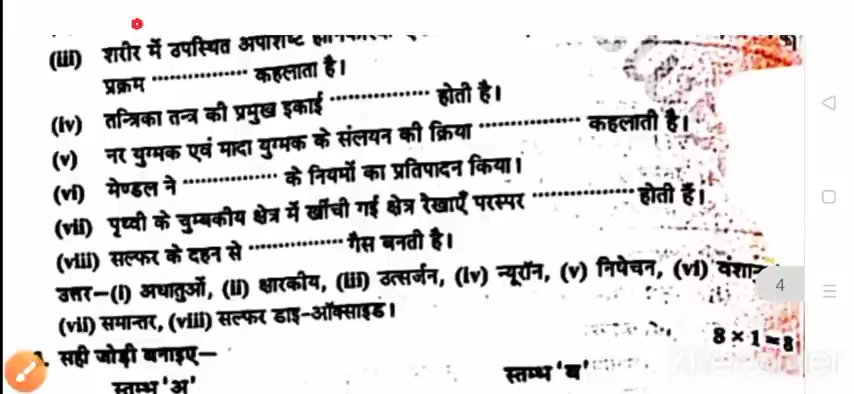 (iii) शरीर में उपस्थित अपशिष्ट
प्रक्रम ················ कहलाता है।
(iv) तन्त्रिका तन्त्र की प्रमुख इकाई ················ होती है।
(v) नर युग्मक एवं मादा युग्मक के संलयन की क्रिया ················ कहलाती है।
(vi) मेण्डल ने ················ के नियमों का प्रतिपादन किया।
(vii) पृथ्वी के चुम्बकीय क्षेत्र में खींची गई क्षेत्र रेखाएँ परस्पर ················ होती हैं।
(viii) सल्फर के दहन से ················ गैस बनती है।
उत्तर—(i) अधातुओं, (ii) क्षारकीय, (iii) उत्सर्जन, (iv) न्यूरॉन, (v) निषेचन, (vi)
4
(vii) समान्तर, (viii) सल्फर डाइ-ऑक्साइड।
सही जोड़ी बनाइए—
8 × 1 = 8
स्तम्भ 'अ' स्तम्भ 'ब'